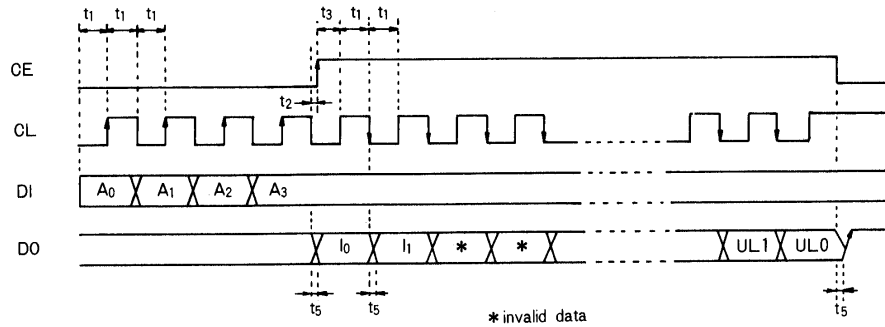 t1 t1 t1 t3 t1 t1
CE
t2
CL
DI A0 A1 A2 A3
DO I0 I1 * * UL1 UL0
t5 t5 t5
* invalid data